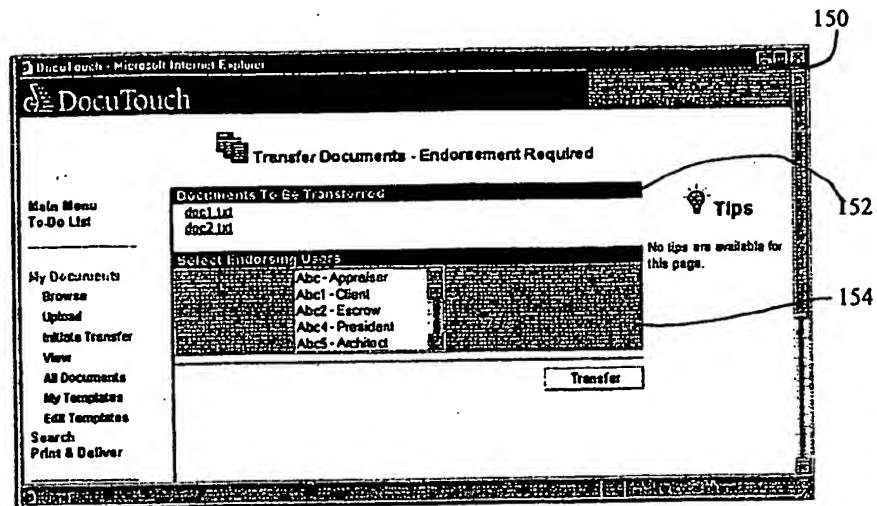 150
DocuTouch - Microsoft Internet Explorer
DocuTouch
Transfer Documents - Endorsement Required
Main Menu
To-Do List
Documents To Be Transferred
doc1.txt
doc2.txt
Tips
152
No tips are available for
this page.
Select Endorsing Users
My Documents
Browse
Upload
Initiate Transfer
View
All Documents
My Templates
Edit Templates
Search
Print & Deliver
Abc - Appraiser
Abc1 - Client
Abc2 - Escrow
Abc4 - President
Abc5 - Architect
154
Transfer